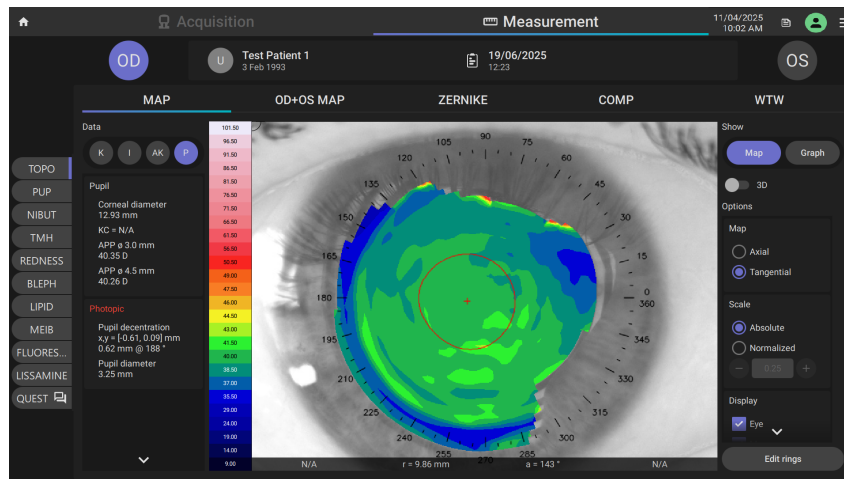 Acquisition
Measurement
11/04/2025
10:02 AM
OD
U
Test Patient 1
3 Feb 1993
19/06/2025
12:23
OS
MAP
OD+OS MAP
ZERNIKE
COMP
WTW
TOPO
PUP
NIBUT
TMH
REDNESS
BLEPH
LIPID
MEIB
FLUORES...
LISSAMINE
QUEST
Data
K
I
AK
P
Pupil
Corneal diameter
12.93 mm
KC = N/A
APP ø 3.0 mm
40.35 D
APP ø 4.5 mm
40.26 D
Photopic
Pupil decentration
x,y = [-0.61, 0.09] mm
0.62 mm @ 188 °
Pupil diameter
3.25 mm
101.50
96.50
91.50
86.50
81.50
76.50
71.50
66.50
61.50
56.50
50.50
49.00
47.50
46.00
44.50
43.00
41.50
40.00
38.50
37.00
35.50
29.00
24.00
19.00
14.00
9.00
90
75
60
45
30
15
0
360
345
330
315
300
285
270
255
240
225
210
195
180
165
150
135
120
105
N/A
r = 9.86 mm
a = 143 °
N/A
Show
Map
Graph
3D
Options
Map
Axial
Tangential
Scale
Absolute
Normalized
0.25
Display
Eye
Edit rings